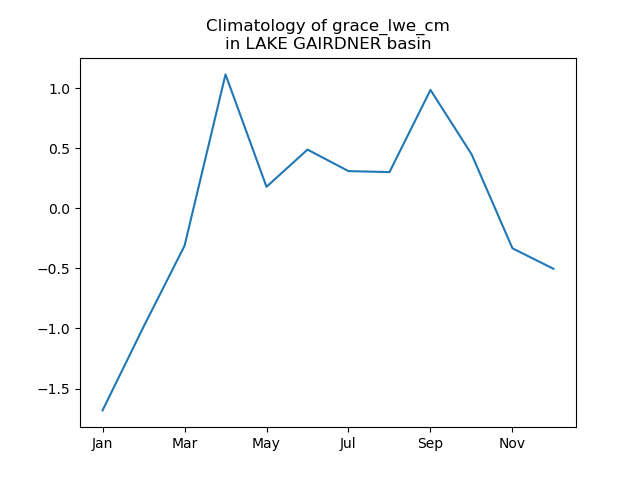 Climatology of grace_lwe_cm
in LAKE GAIRDNER basin
1.0
0.5
0.0
−0.5
−1.0
−1.5
Jan Mar May Jul Sep Nov